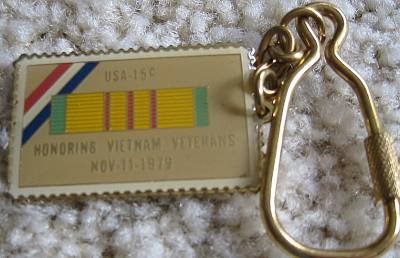 USA-15c
HONORING VIETNAM VETERANS
NOV-11-1979